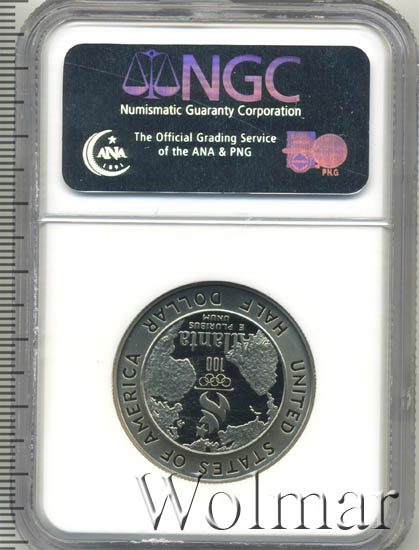 NGC
Numismatic Guaranty Corporation
The Official Grading Service
of the ANA & PNG
ANA
1891
PNG
UNITED STATES OF AMERICA
HALF DOLLAR
Atlanta
E PLURIBUS
UNUM
100
Wolmar